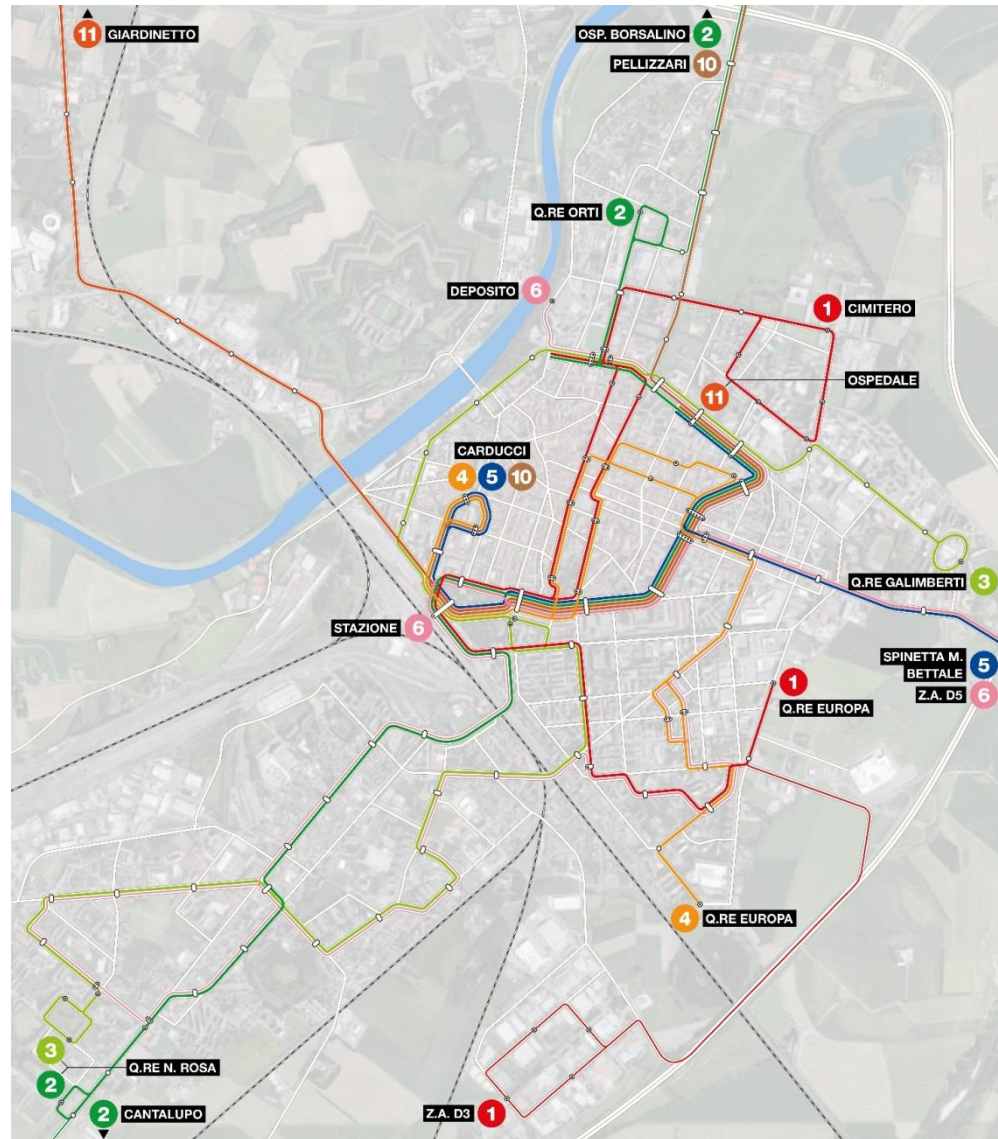 11 GIARDINETTO
OSP. BORSALINO 2
PELLIZZARI 10
Q.RE ORTI 2
DEPOSITO 6
1 CIMITERO
OSPEDALE
11
CARDUCCI
4 5 10
Q.RE GALIMBERTI 3
STAZIONE 6
SPINETTA M. 5
BETTALE
Z.A. D5 6
1
Q.RE EUROPA
4 Q.RE EUROPA
3
Q.RE N. ROSA
2
2 CANTALUPO
Z.A. D3 1